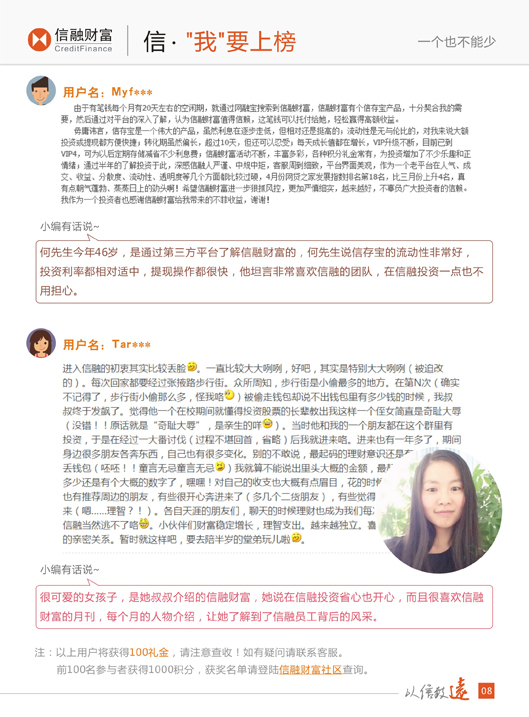 信融财富
CreditFinance
信·"我"要上榜
一个也不能少
用户名：Myf***
由于有笔钱每个月有20天左右的空闲期，就通过网融宝搜索到信融财富，信融财富有个信存宝产品，十分契合我的需
要，然后通过对平台的深入了解，认为信融财富值得信赖，这笔钱可以托付给她，轻松赢得高额收益。
毋庸讳言，信存宝是一个伟大的产品，虽然利息在逐步走低，但相对还是挺高的，流动性是无与伦比的，对我来说大额
投资或提现都方便快捷；转化期虽然偏长，超过10天，但还可以忍受；每天成长值都在增长，VIP升级不断，目前已到
VIP4，可为以后定期存储减省不少利息费，信融财富活动不断，丰富多彩，各种积分礼金常有，为投资增加了不少乐趣和正
情绪；通过半年的了解投资于此，深感信融人严谨、中规中矩，客家周到细致，平台界面美观，作为一个老平台在人气、成
交、收益、分散度、流动性、透明度等几个方面都比较过硬，4月份网贷之家发展指数排名第18名，比三月份上升4名，真
有点朝气蓬勃、蒸蒸日上的劲头啊！希望信融财富进一步狠抓风控，更加严慎细实，越来越好，不辜负广大投资者的信赖。
我作为一个投资者也感谢信融财富给我带来的不菲收益，谢谢！
小编有话说~
何先生今年46岁，是通过第三方平台了解信融财富的，何先生说信存宝的流动性非常好，
投资利率都相对适中，提现操作都很快，他坦言非常喜欢信融的团队，在信融投资一点也不
用担心。
用户名：Tar***
进入信融的初衷其实比较丢脸。一直比较大大咧咧，好吧，其实是特别大大咧咧（被迫改
的）。每次回家都要经过张掖路步行街。众所周知，步行街是小偷最多的地方。在第N次（确实
不记得了，步行街小偷那么多，怪我咯）被偷走钱包却说不出钱包里有多少钱的时候，我叔
叔终于发飙了。觉得他一个在校期间就懂得投资股票的长辈教出我这样一个侄女简直是奇耻大辱
（没错！！原话就是“奇耻大辱”，是亲生的咩）。当时他和我的一个朋友都在这个群里有
投资，于是在经过一大番讨伐（过程不堪回首，省略）后我就进来咯。进来也有一年多了，期间
身边很多朋友各奔东西，自己也有很多变化。别的不敢说，最起码的理财意识还是
丢钱包（呸呸！！童言无忌童言无忌）我就算不能说出里头大概的金额，最
多少还是有个大概的数字了，嘿嘿！对自己的收支也大概有点眉目，花的时
也有推荐周边的朋友，有些很开心奔进来了（多几个二货朋友），有些觉得
来（嗯……理智？！）。各自天涯的朋友们，聊天的时候理财也成为我们每
信融当然逃不了咯。小伙伴们财富稳定增长，理智支出。越来越独立。喜
的亲密关系。暂时就这样吧，要去陪半岁的堂弟玩儿啦。
小编有话说~
很可爱的女孩子，是她叔叔介绍的信融财富，她说在信融投资省心也开心，而且很喜欢信融
财富的月刊，每个月的人物介绍，让她了解到了信融员工背后的风采。
注：以上用户将获得100礼金，请注意查收！如有疑问请联系客服。
前100名参与者获得1000积分，获奖名单请登陆信融财富社区查询。
以信致远
08